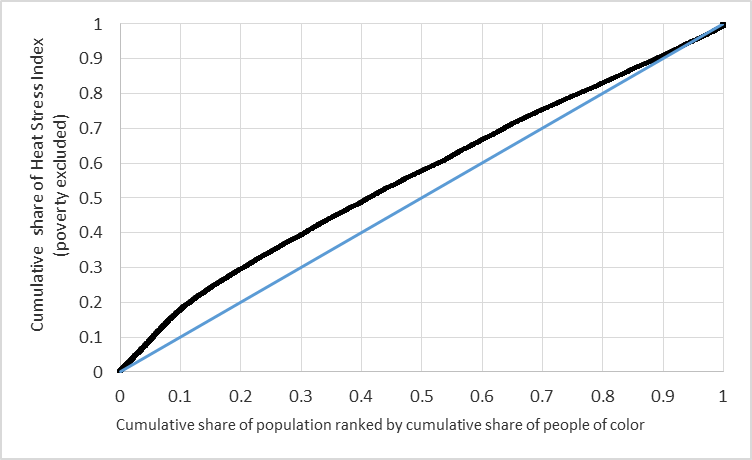 Cumulative share of Heat Stress Index
(poverty excluded)
1
0.9
0.8
0.7
0.6
0.5
0.4
0.3
0.2
0.1
0
0 0.1 0.2 0.3 0.4 0.5 0.6 0.7 0.8 0.9 1
Cumulative share of population ranked by cumulative share of people of color